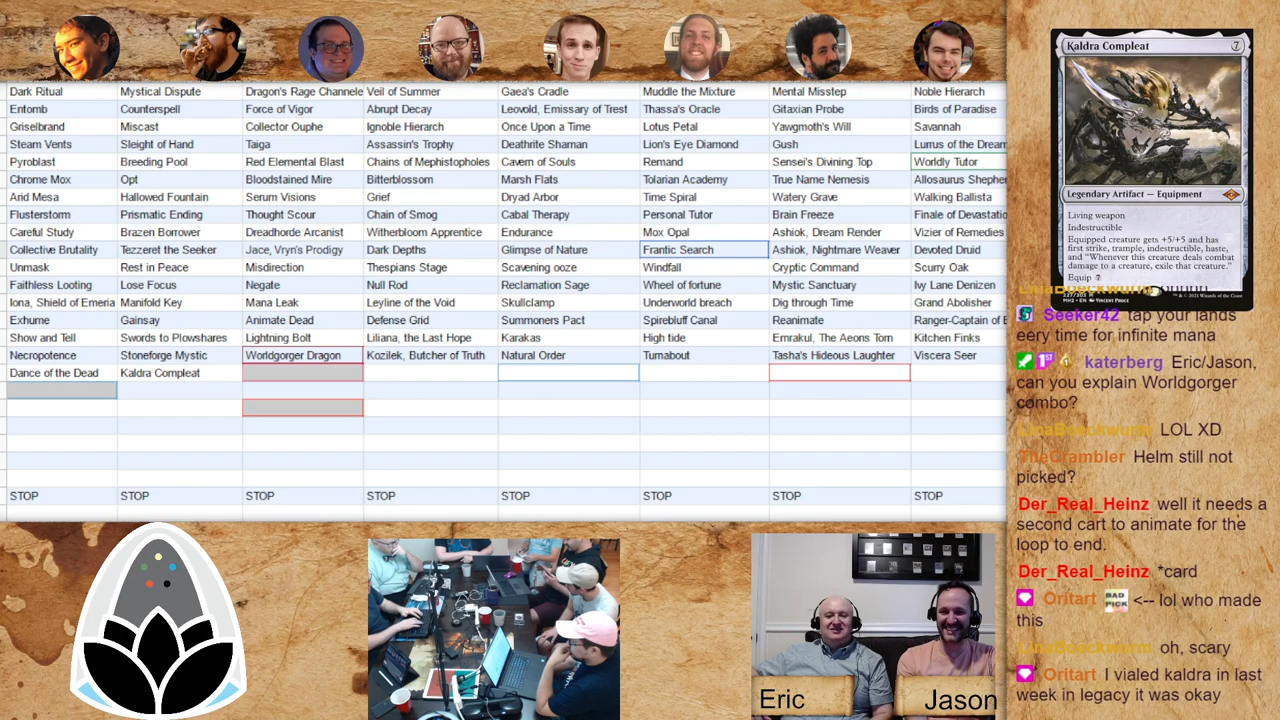 Dark Ritual Mystical Dispute Dragon's Rage Channele Veil of Summer Gaea's Cradle Muddle the Mixture Mental Misstep Noble Hierarch
Entomb Counterspell Force of Vigor Abrupt Decay Leovold, Emissary of Trest Thassa's Oracle Gitaxian Probe Birds of Paradise
Griselbrand Miscast Collector Ouphe Ignoble Hierarch Once Upon a Time Lotus Petal Yawgmoth's Will Savannah
Steam Vents Sleight of Hand Taiga Assassin's Trophy Deathrite Shaman Lion's Eye Diamond Gush Lurrus of the Dream
Pyroblast Breeding Pool Red Elemental Blast Chains of Mephistopheles Cavern of Souls Remand Sensei's Divining Top Worldly Tutor
Chrome Mox Opt Bloodstained Mire Bitterblossom Marsh Flats Tolarian Academy True Name Nemesis Allosaurus Shepher
Arid Mesa Hallowed Fountain Serum Visions Grief Dryad Arbor Time Spiral Watery Grave Walking Ballista
Flusterstorm Prismatic Ending Thought Scour Chain of Smog Cabal Therapy Personal Tutor Brain Freeze Finale of Devastatio
Careful Study Brazen Borrower Dreadhorde Arcanist Witherbloom Apprentice Endurance Mox Opal Ashiok, Dream Render Vizier of Remedies
Collective Brutality Tezzeret the Seeker Jace, Vryn's Prodigy Dark Depths Glimpse of Nature Frantic Search Ashiok, Nightmare Weaver Devoted Druid
Unmask Rest in Peace Misdirection Thespians Stage Scavening ooze Windfall Cryptic Command Scurry Oak
Faithless Looting Lose Focus Negate Null Rod Reclamation Sage Wheel of fortune Mystic Sanctuary Ivy Lane Denizen
Iona, Shield of Emeria Manifold Key Mana Leak Leyline of the Void Skullclamp Underworld breach Dig through Time Grand Abolisher
Exhume Gainsay Animate Dead Defense Grid Summoners Pact Spirebluff Canal Reanimate Ranger-Captain of E
Show and Tell Swords to Plowshares Lightning Bolt Liliana, the Last Hope Karakas High tide Emrakul, The Aeons Torn Kitchen Finks
Necropotence Stoneforge Mystic Worldgorger Dragon Kozilek, Butcher of Truth Natural Order Turnabout Tasha's Hideous Laughter Viscera Seer
Dance of the Dead Kaldra Compleat
STOP STOP STOP STOP STOP STOP STOP STOP
Kaldra Compleat 7
Legendary Artifact — Equipment
Living weapon
Indestructible
Equipped creature gets +5/+5 and has
first strike, trample, indestructible, haste,
and "Whenever this creature deals combat
damage to a creature, exile that creature."
Equip 7
Seeker42 tap your lands
eery time for infinite mana
katerberg Eric/Jason,
can you explain Worldgorger
combo?
LOL XD
TheCrambler Helm still not
picked?
Der_Real_Heinz well it needs a
second cart to animate for the
loop to end.
Der_Real_Heinz *card
Oritart BAD PICK <-- lol who made
this
oh, scary
Oritart I vialed kaldra in last
week in legacy it was okay
Eric
Jason